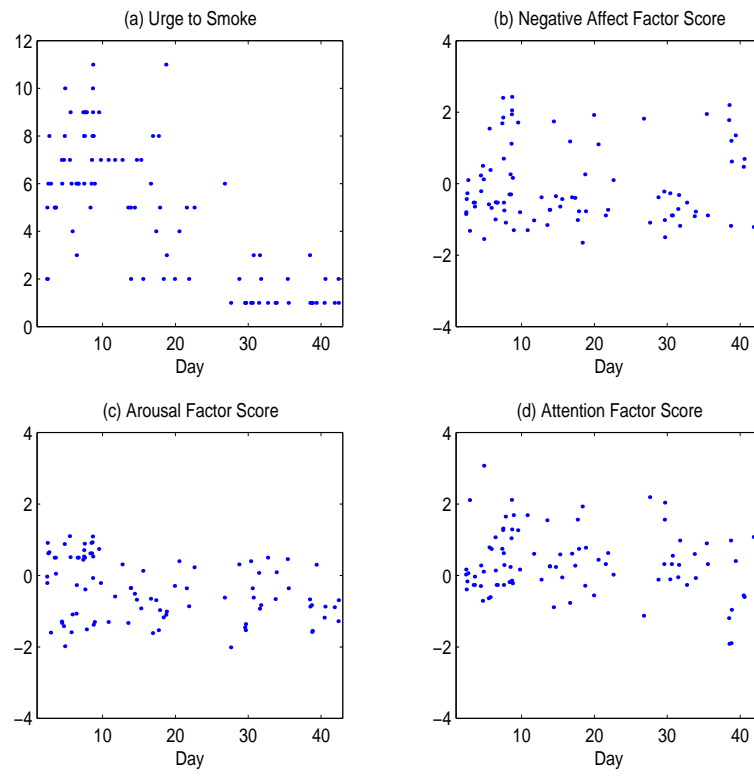 (a) Urge to Smoke
12
10
8
6
4
2
0
10 20 30 40
Day
(b) Negative Affect Factor Score
4
2
0
−2
−4
10 20 30 40
Day
(c) Arousal Factor Score
4
2
0
−2
−4
10 20 30 40
Day
(d) Attention Factor Score
4
2
0
−2
−4
10 20 30 40
Day